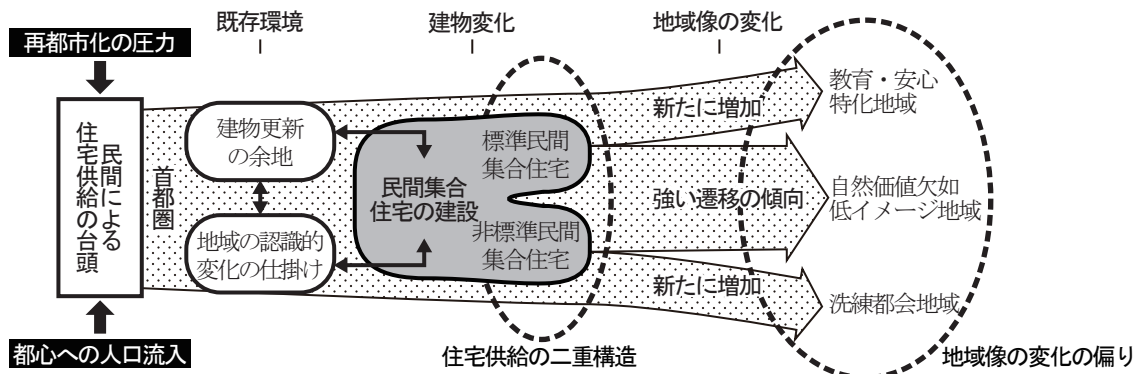 既存環境
建物変化
地域像の変化
再都市化の圧力
民間による
住宅供給の台頭
都心への人口流入
首都圏
建物更新
の余地
地域の認識的
変化の仕掛け
民間集合
住宅の建設
標準民間
集合住宅
非標準民間
集合住宅
新たに増加
強い遷移の傾向
新たに増加
教育・安心
特化地域
自然価値欠如
低イメージ地域
洗練都会地域
住宅供給の二重構造
地域像の変化の偏り